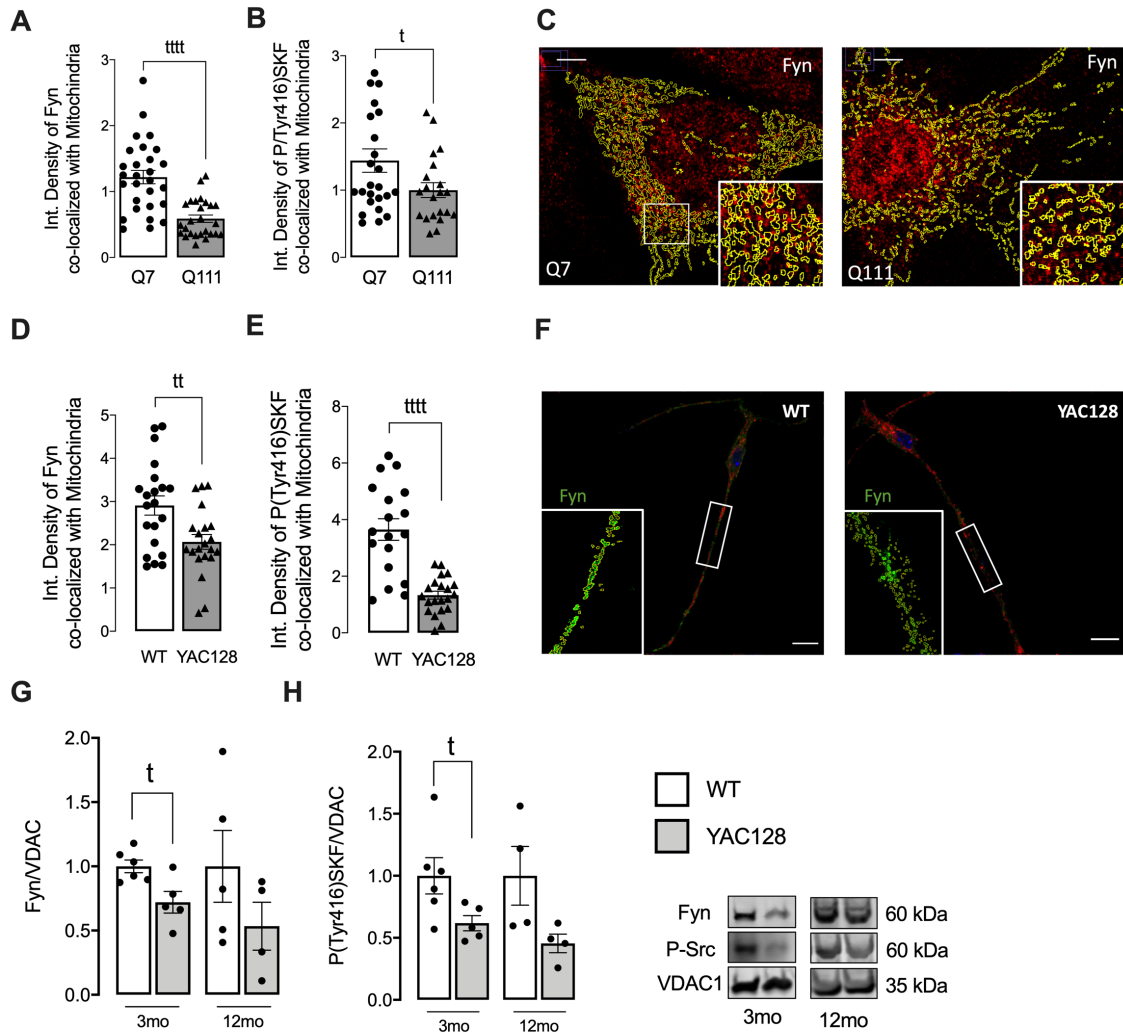 A
Int. Density of Fyn
co-localized with Mitochindria
tttt
3
2
1
0
Q7 Q111
B
Int. Density of P/Tyr416)SKF
co-localized with Mitochindria
t
4
3
2
1
0
Q7 Q111
C
Fyn
Q7
Fyn
Q111
D
Int. Density of Fyn
co-localized with Mitochindria
tt
5
4
3
2
1
0
WT YAC128
E
Int. Density of P(Tyr416)SKF
co-localized with Mitochindria
tttt
8
6
4
2
0
WT YAC128
F
WT
Fyn
YAC128
Fyn
G
Fyn/VDAC
t
2.0
1.5
1.0
0.5
0.0
3mo 12mo
H
P(Tyr416)SKF/VDAC
t
2.0
1.5
1.0
0.5
0.0
3mo 12mo
WT
YAC128
Fyn 60 kDa
P-Src 60 kDa
VDAC1 35 kDa
3mo 12mo